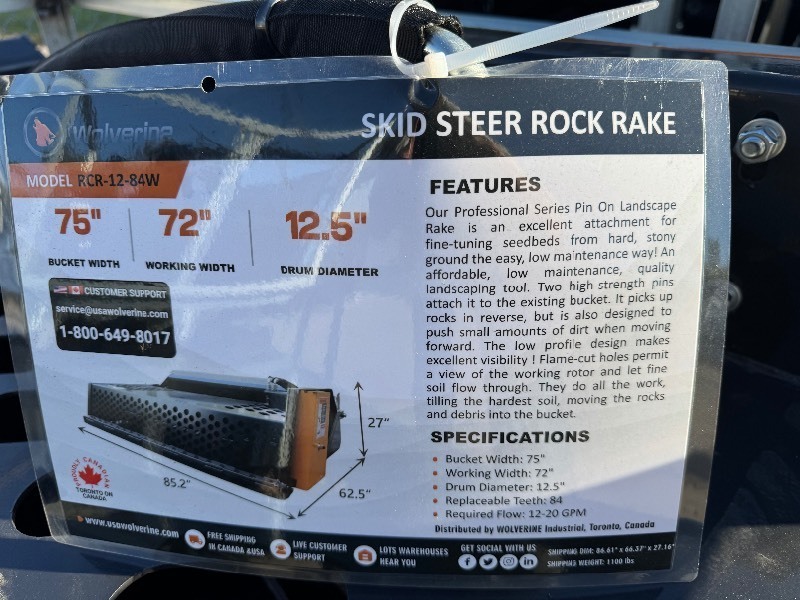 Wolverine
SKID STEER ROCK RAKE
MODEL RCR-12-84W
75"
BUCKET WIDTH
72"
WORKING WIDTH
12.5"
DRUM DIAMETER
CUSTOMER SUPPORT
service@usawolverine.com
1-800-649-8017
FEATURES
Our Professional Series Pin On Landscape
Rake is an excellent attachment for
fine-tuning seedbeds from hard, stony
ground the easy, low maintenance way! An
affordable, low maintenance, quality
landscaping tool. Two high strength pins
attach it to the existing bucket. It picks up
rocks in reverse, but is also designed to
push small amounts of dirt when moving
forward. The low profile design makes
excellent visibility ! Flame-cut holes permit
a view of the working rotor and let fine
soil flow through. They do all the work,
tilling the hardest soil, moving the rocks
and debris into the bucket.
27"
85.2"
62.5"
PROUDLY CANADIAN
TORONTO ON
CANADA
SPECIFICATIONS
• Bucket Width: 75"
• Working Width: 72"
• Drum Diameter: 12.5"
• Replaceable Teeth: 84
• Required Flow: 12-20 GPM
Distributed by WOLVERINE Industrial, Toronto, Canada
www.usawolverine.com
FREE SHIPPING
IN CANADA &USA
LIVE CUSTOMER
SUPPORT
LOTS WAREHOUSES
NEAR YOU
GET SOCIAL WITH US
SHIPPING DIM: 86.61" x 66.37" x 27.16"
SHIPPING WEIGHT: 1100 lbs